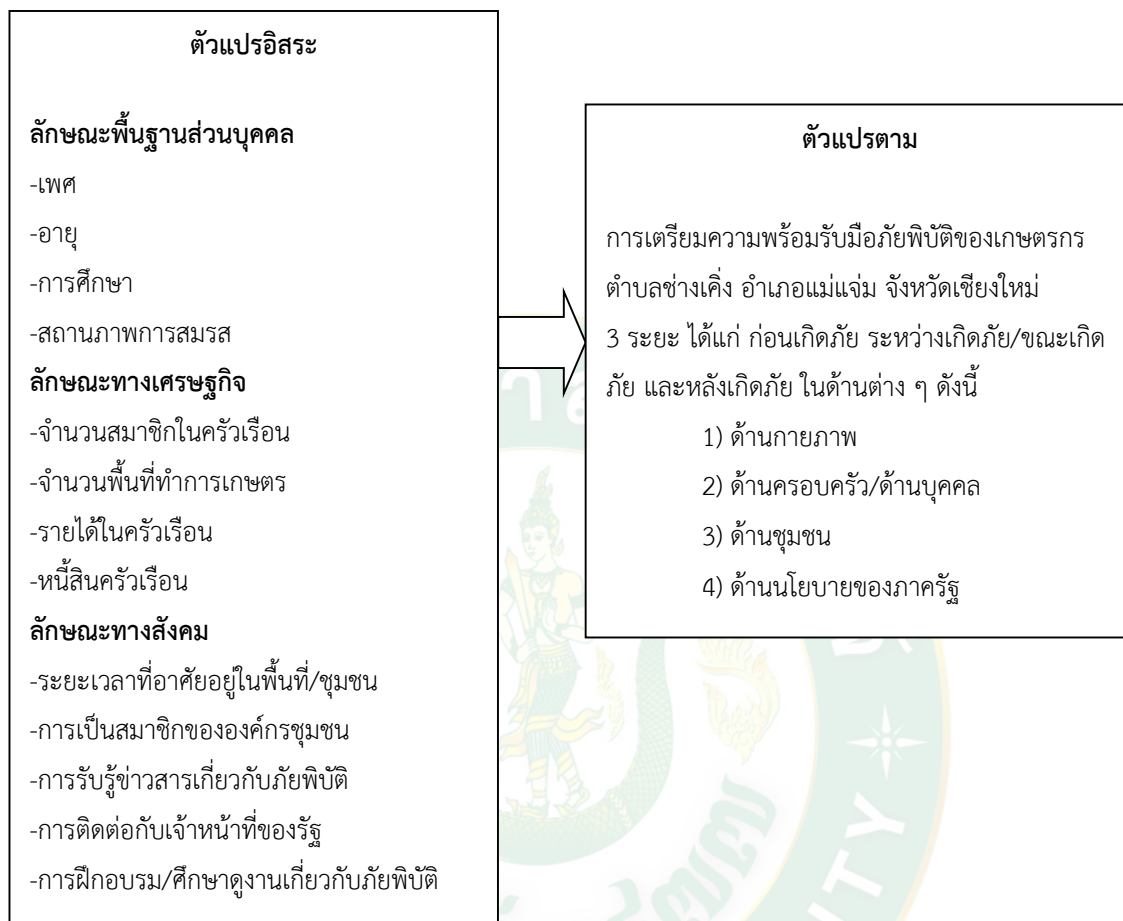 ตัวแปรอิสระ
ลักษณะพื้นฐานส่วนบุคคล
-เพศ
-อายุ
-การศึกษา
-สถานภาพการสมรส
ลักษณะทางเศรษฐกิจ
-จำนวนสมาชิกในครัวเรือน
-จำนวนพื้นที่ทำการเกษตร
-รายได้ในครัวเรือน
-หนี้สินครัวเรือน
ลักษณะทางสังคม
-ระยะเวลาที่อาศัยอยู่ในพื้นที่/ชุมชน
-การเป็นสมาชิกขององค์กรชุมชน
-การรับรู้ข่าวสารเกี่ยวกับภัยพิบัติ
-การติดต่อกับเจ้าหน้าที่ของรัฐ
-การฝึกอบรม/ศึกษาดูงานเกี่ยวกับภัยพิบัติ
ตัวแปรตาม
การเตรียมความพร้อมรับมือภัยพิบัติของเกษตรกร
ตำบลช่างเคิ่ง อำเภอแม่แจ่ม จังหวัดเชียงใหม่
3 ระยะ ได้แก่ ก่อนเกิดภัย ระหว่างเกิดภัย/ขณะเกิด
ภัย และหลังเกิดภัย ในด้านต่าง ๆ ดังนี้
1) ด้านกายภาพ
2) ด้านครอบครัว/ด้านบุคคล
3) ด้านชุมชน
4) ด้านนโยบายของภาครัฐ